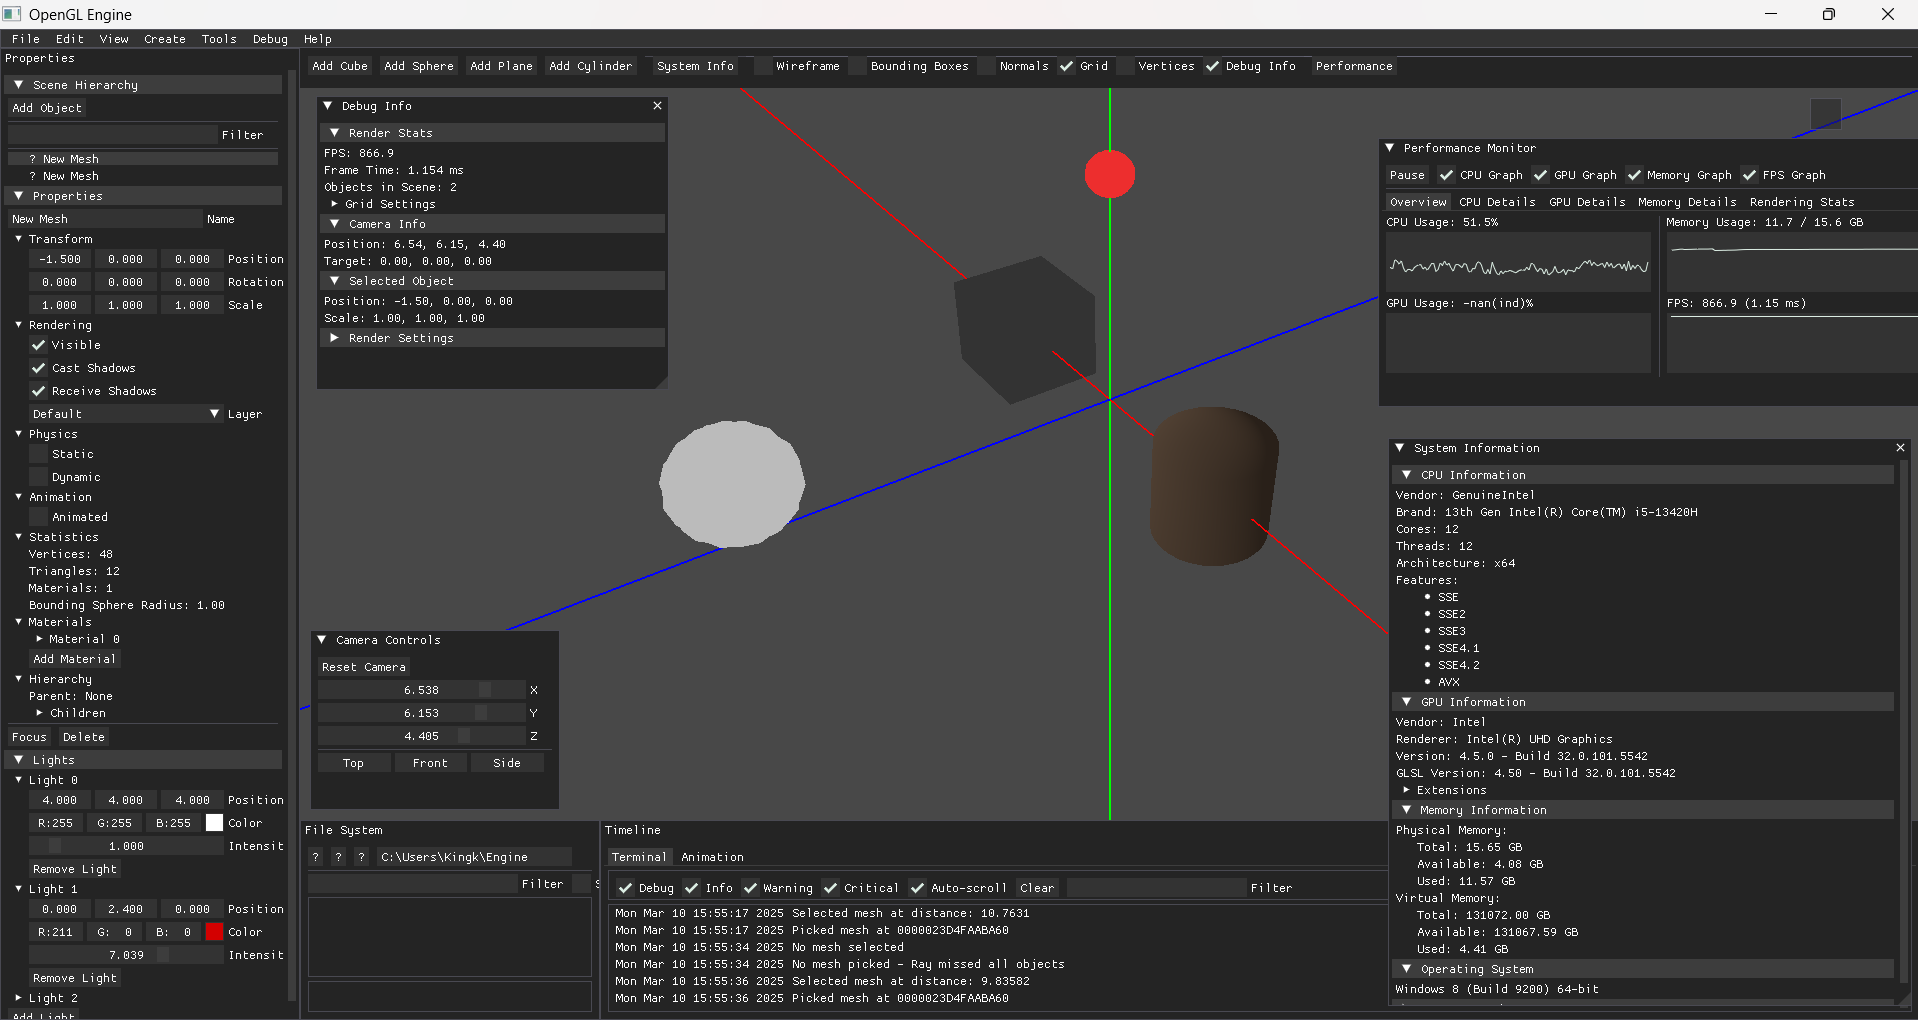 OpenGL Engine
File Edit View Create Tools Debug Help
Properties
Scene Hierarchy
Add Object
Filter
? New Mesh
? New Mesh
Properties
New Mesh Name
Transform
-1.500 0.000 0.000 Position
0.000 0.000 0.000 Rotation
1.000 1.000 1.000 Scale
Rendering
Visible
Cast Shadows
Receive Shadows
Default Layer
Physics
Static
Dynamic
Animation
Animated
Statistics
Vertices: 48
Triangles: 12
Materials: 1
Bounding Sphere Radius: 1.00
Materials
Material 0
Add Material
Hierarchy
Parent: None
Children
Focus Delete
Lights
Light 0
4.000 4.000 4.000 Position
R:255 G:255 B:255 Color
1.000 Intensit
Remove Light
Light 1
0.000 2.400 0.000 Position
R:211 G: 0 B: 0 Color
7.039 Intensit
Remove Light
Light 2
Add Light
Add Cube Add Sphere Add Plane Add Cylinder System Info Wireframe Bounding Boxes Normals Grid Vertices Debug Info Performance
Debug Info
Render Stats
FPS: 866.9
Frame Time: 1.154 ms
Objects in Scene: 2
Grid Settings
Camera Info
Position: 6.54, 6.15, 4.40
Target: 0.00, 0.00, 0.00
Selected Object
Position: -1.50, 0.00, 0.00
Scale: 1.00, 1.00, 1.00
Render Settings
Camera Controls
Reset Camera
6.538 X
6.153 Y
4.405 Z
Top Front Side
File System
? ? ? C:\Users\Kingk\Engine
Filter
Timeline
Terminal Animation
Debug Info Warning Critical Auto-scroll Clear Filter
Mon Mar 10 15:55:17 2025 Selected mesh at distance: 10.7631
Mon Mar 10 15:55:17 2025 Picked mesh at 0000023D4FAABA60
Mon Mar 10 15:55:34 2025 No mesh selected
Mon Mar 10 15:55:34 2025 No mesh picked - Ray missed all objects
Mon Mar 10 15:55:36 2025 Selected mesh at distance: 9.83582
Mon Mar 10 15:55:36 2025 Picked mesh at 0000023D4FAABA60
Performance Monitor
Pause CPU Graph GPU Graph Memory Graph FPS Graph
Overview CPU Details GPU Details Memory Details Rendering Stats
CPU Usage: 51.5% Memory Usage: 11.7 / 15.6 GB
GPU Usage: -nan(ind)% FPS: 866.9 (1.15 ms)
System Information
CPU Information
Vendor: GenuineIntel
Brand: 13th Gen Intel(R) Core(TM) i5-13420H
Cores: 12
Threads: 12
Architecture: x64
Features:
SSE
SSE2
SSE3
SSE4.1
SSE4.2
AVX
GPU Information
Vendor: Intel
Renderer: Intel(R) UHD Graphics
Version: 4.5.0 - Build 32.0.101.5542
GLSL Version: 4.50 - Build 32.0.101.5542
Extensions
Memory Information
Physical Memory:
Total: 15.65 GB
Available: 4.08 GB
Used: 11.57 GB
Virtual Memory:
Total: 131072.00 GB
Available: 131067.59 GB
Used: 4.41 GB
Operating System
Windows 8 (Build 9200) 64-bit